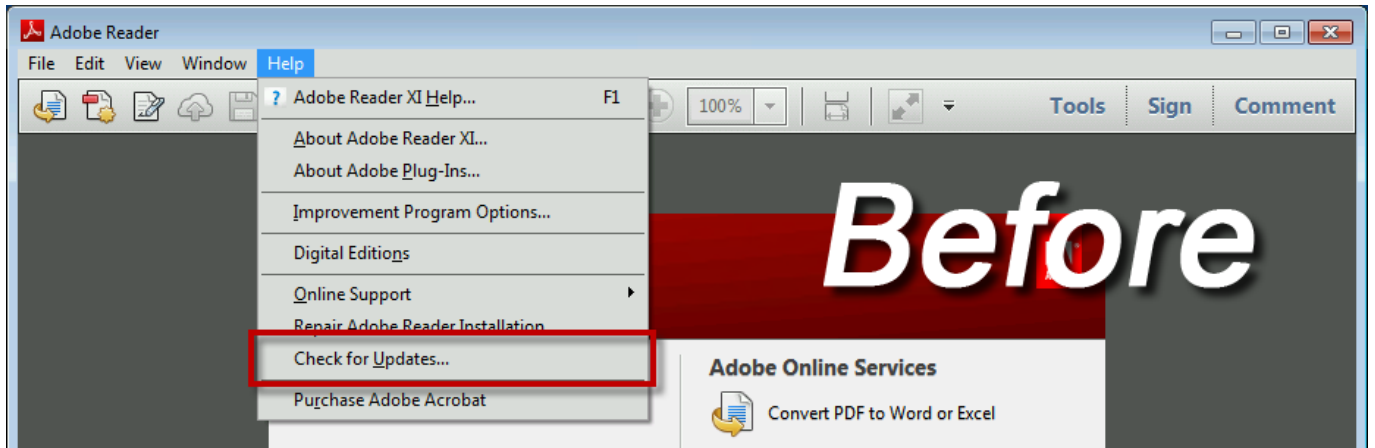 Adobe Reader
File Edit View Window Help
100% Tools Sign Comment
? Adobe Reader XI Help... F1
About Adobe Reader XI...
About Adobe Plug-Ins...
Improvement Program Options...
Before
Digital Editions
Online Support
Repair Adobe Reader Installation
Check for Updates...
Adobe Online Services
Purchase Adobe Acrobat
Convert PDF to Word or Excel